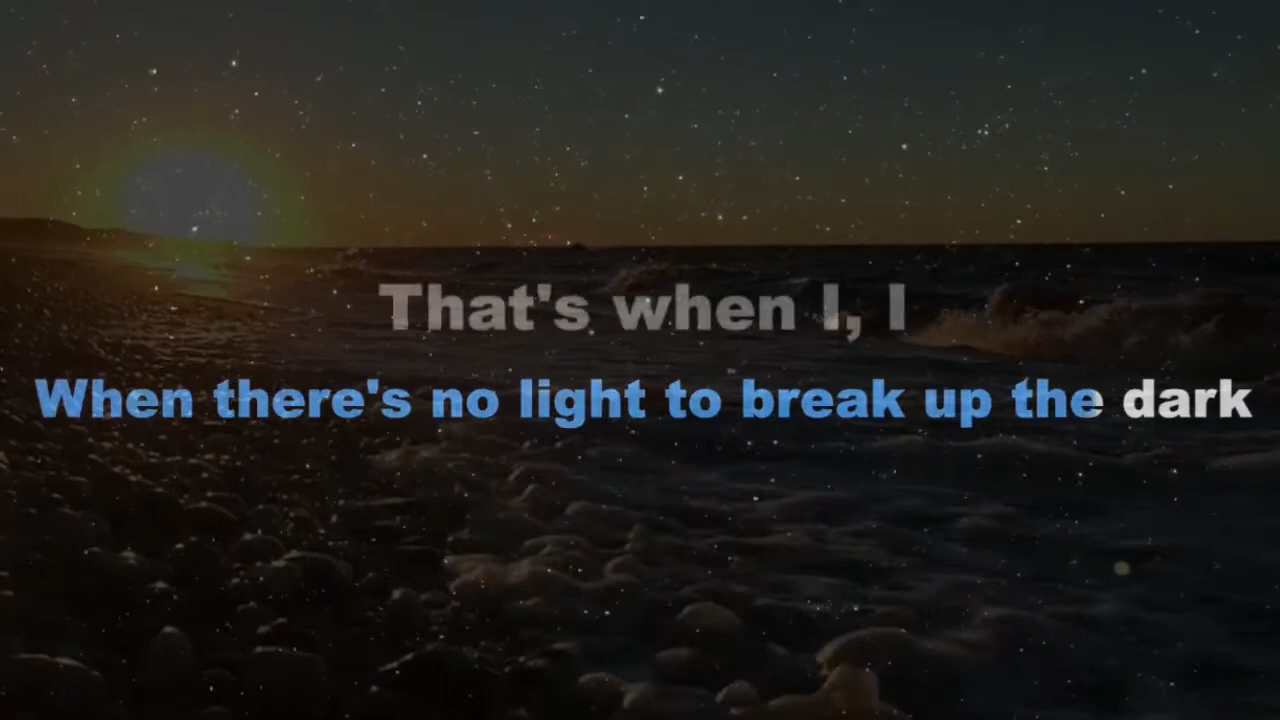 That's when I, I
When there's no light to break up the dark